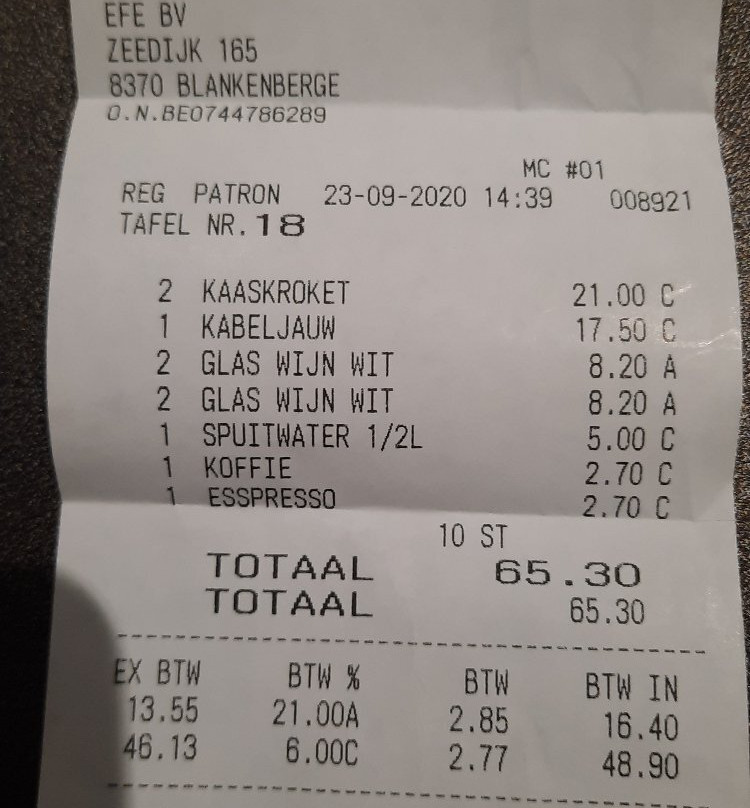 EFE BV
ZEEDIJK 165
8370 BLANKENBERGE
O.N.BE0744786289
MC #01
REG PATRON 23-09-2020 14:39 008921
TAFEL NR.18
2 KAASKROKET 21.00 C
1 KABELJAUW 17.50 C
2 GLAS WIJN WIT 8.20 A
2 GLAS WIJN WIT 8.20 A
1 SPUITWATER 1/2L 5.00 C
1 KOFFIE 2.70 C
1 ESSPRESSO 2.70 C
10 ST
TOTAAL 65.30
TOTAAL 65.30
EX BTW BTW % BTW BTW IN
13.55 21.00A 2.85 16.40
46.13 6.00C 2.77 48.90